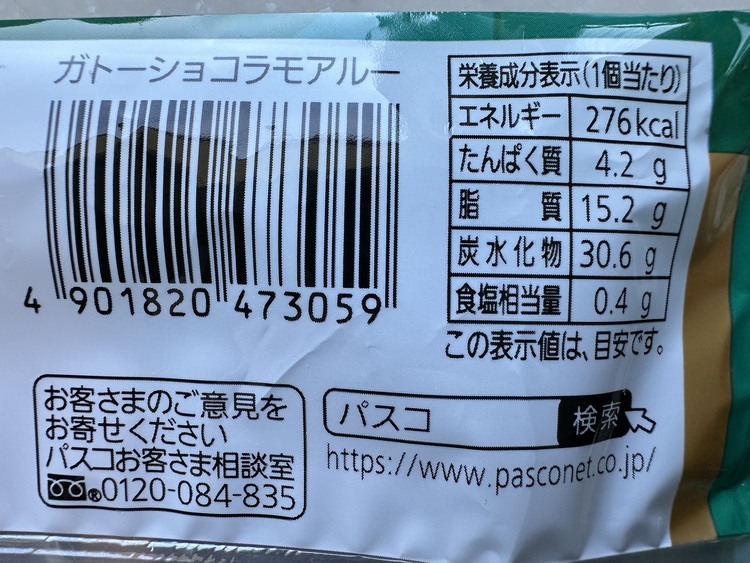 ガトーショコラモアルー
4 901820 473059
栄養成分表示(1個当たり)
エネルギー 276kcal
たんぱく質 4.2 g
脂質 15.2 g
炭水化物 30.6 g
食塩相当量 0.4 g
この表示値は、目安です。
お客さまのご意見を
お寄せください
パスコお客さま相談室
®0120-084-835
パスコ 検索
https://www.pasconet.co.jp/